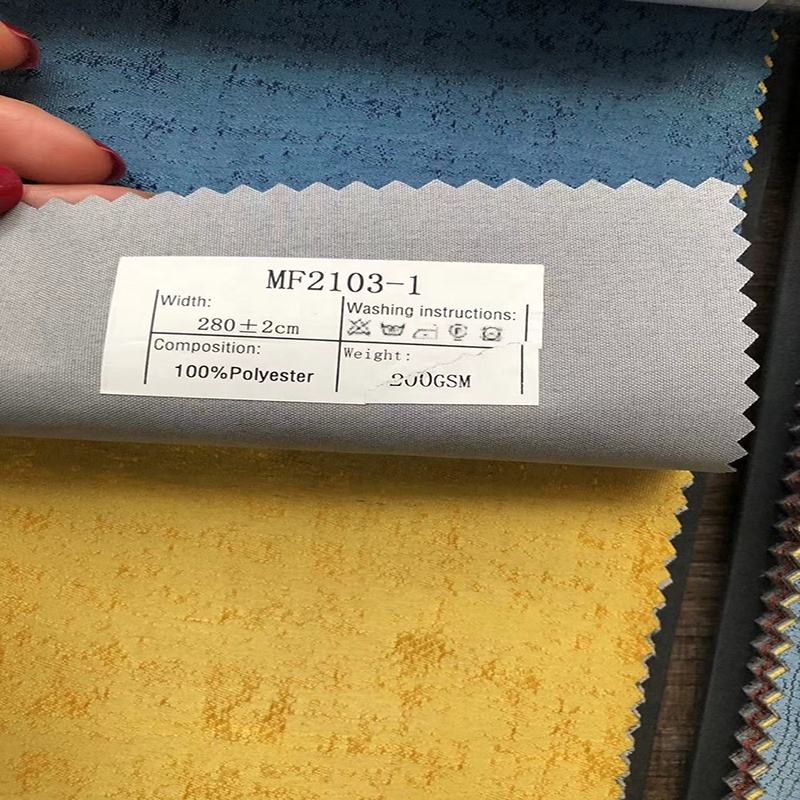 MF2103-1
Width:
280±2cm
Washing instructions:
Composition:
100%Polyester
Weight:
200GSM